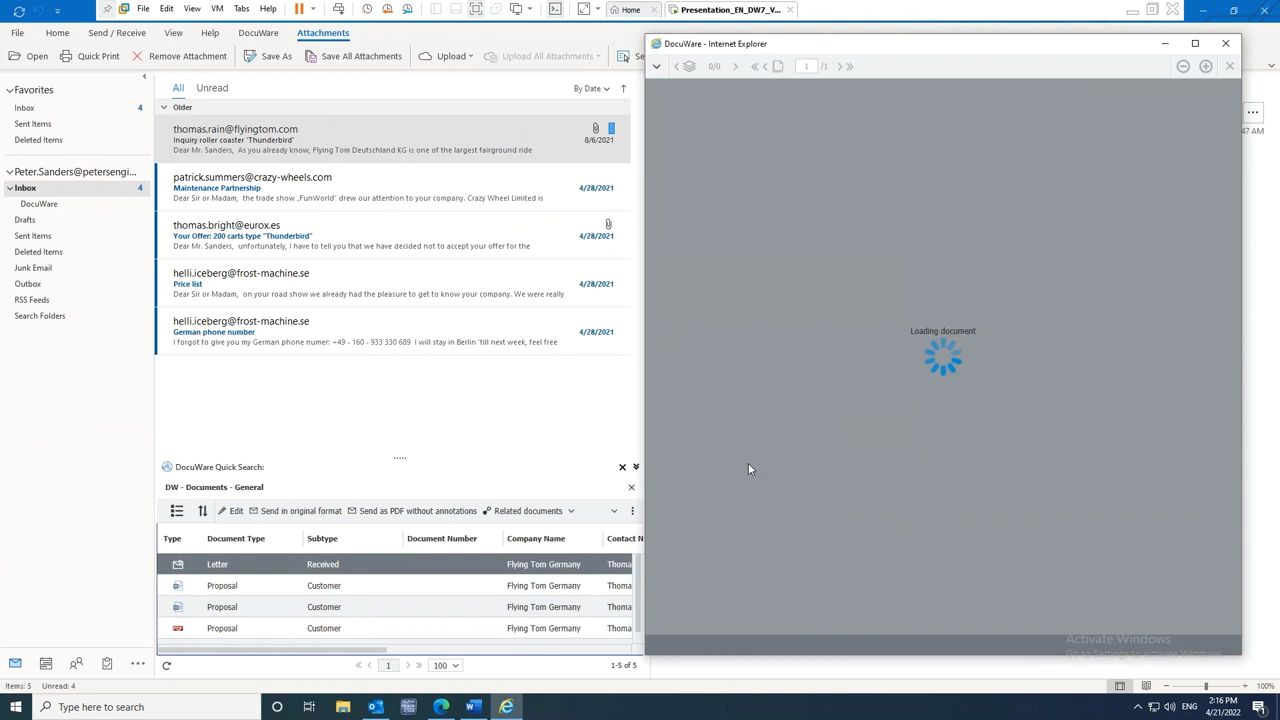 File Edit View VM Tabs Help
Home
Presentation_EN_DW7_V...
File Home Send / Receive View Help DocuWare Attachments
Open Quick Print Remove Attachment Save As Save All Attachments Upload Upload All Attachments
DocuWare - Internet Explorer
0/0 1 /1
Favorites
Inbox 4
Sent Items
Deleted Items
Peter.Sanders@petersengi...
Inbox 4
DocuWare
Drafts
Sent Items
Deleted Items
Junk Email
Outbox
RSS Feeds
Search Folders
All Unread By Date
Older
thomas.rain@flyingtom.com
Inquiry roller coaster "Thunderbird" 8/6/2021
Dear Mr. Sanders, As you already know, Flying Tom Deutschland KG is one of the largest fairground ride
patrick.summers@crazy-wheels.com
Maintenance Partnership 4/28/2021
Dear Sir or Madam, the trade show „FunWorld" drew our attention to your company. Crazy Wheel Limited is
thomas.bright@eurox.es
Your Offer: 200 carts type "Thunderbird" 4/28/2021
Dear Mr. Sanders, unfortunately, I have to tell you that we have decided not to accept your offer for the
helli.iceberg@frost-machine.se
Price list 4/28/2021
Dear Sir or Madam, on your road show we already had the pleasure to get to know your company. We were really
helli.iceberg@frost-machine.se
German phone number 4/28/2021
I forgot to give you my German phone numer: +49 - 160 - 933 330 689 I will stay in Berlin 'till next week, feel free
Loading document
47 AM
DocuWare Quick Search:
DW - Documents - General
Edit Send in original format Send as PDF without annotations Related documents
Type Document Type Subtype Document Number Company Name Contact N
Letter Received Flying Tom Germany Thoma
Proposal Customer Flying Tom Germany Thoma
Proposal Customer Flying Tom Germany Thoma
Proposal Customer Flying Tom Germany Thoma
1 100 1-5 of 5
Activate Windows
Go to Settings to activate Windows.
Items: 5 Unread: 4 100%
Type here to search
ENG 2:16 PM
4/21/2022